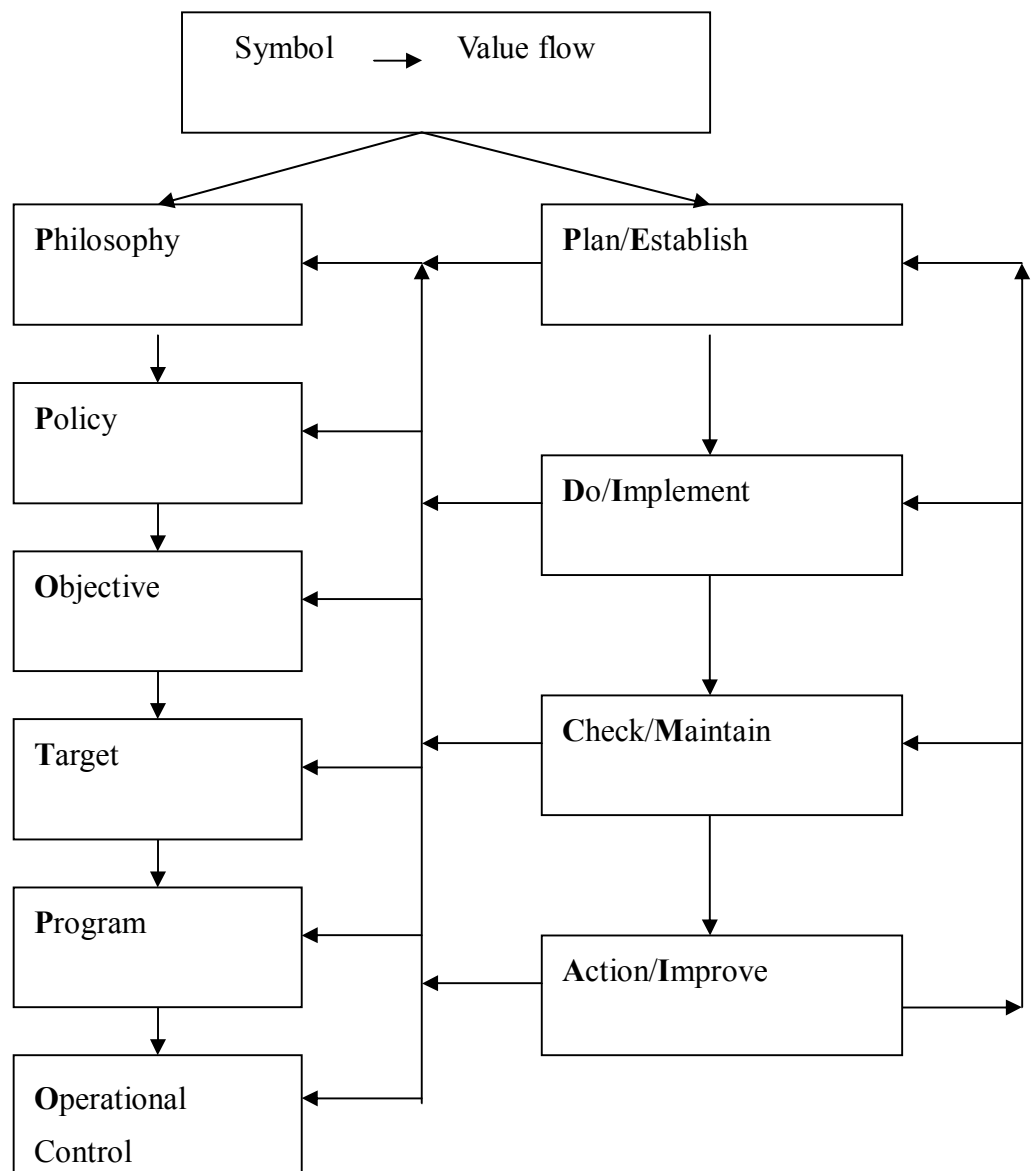 Symbol → Value flow
Philosophy
Plan/Establish
Policy
Do/Implement
Objective
Target
Check/Maintain
Program
Action/Improve
Operational
Control